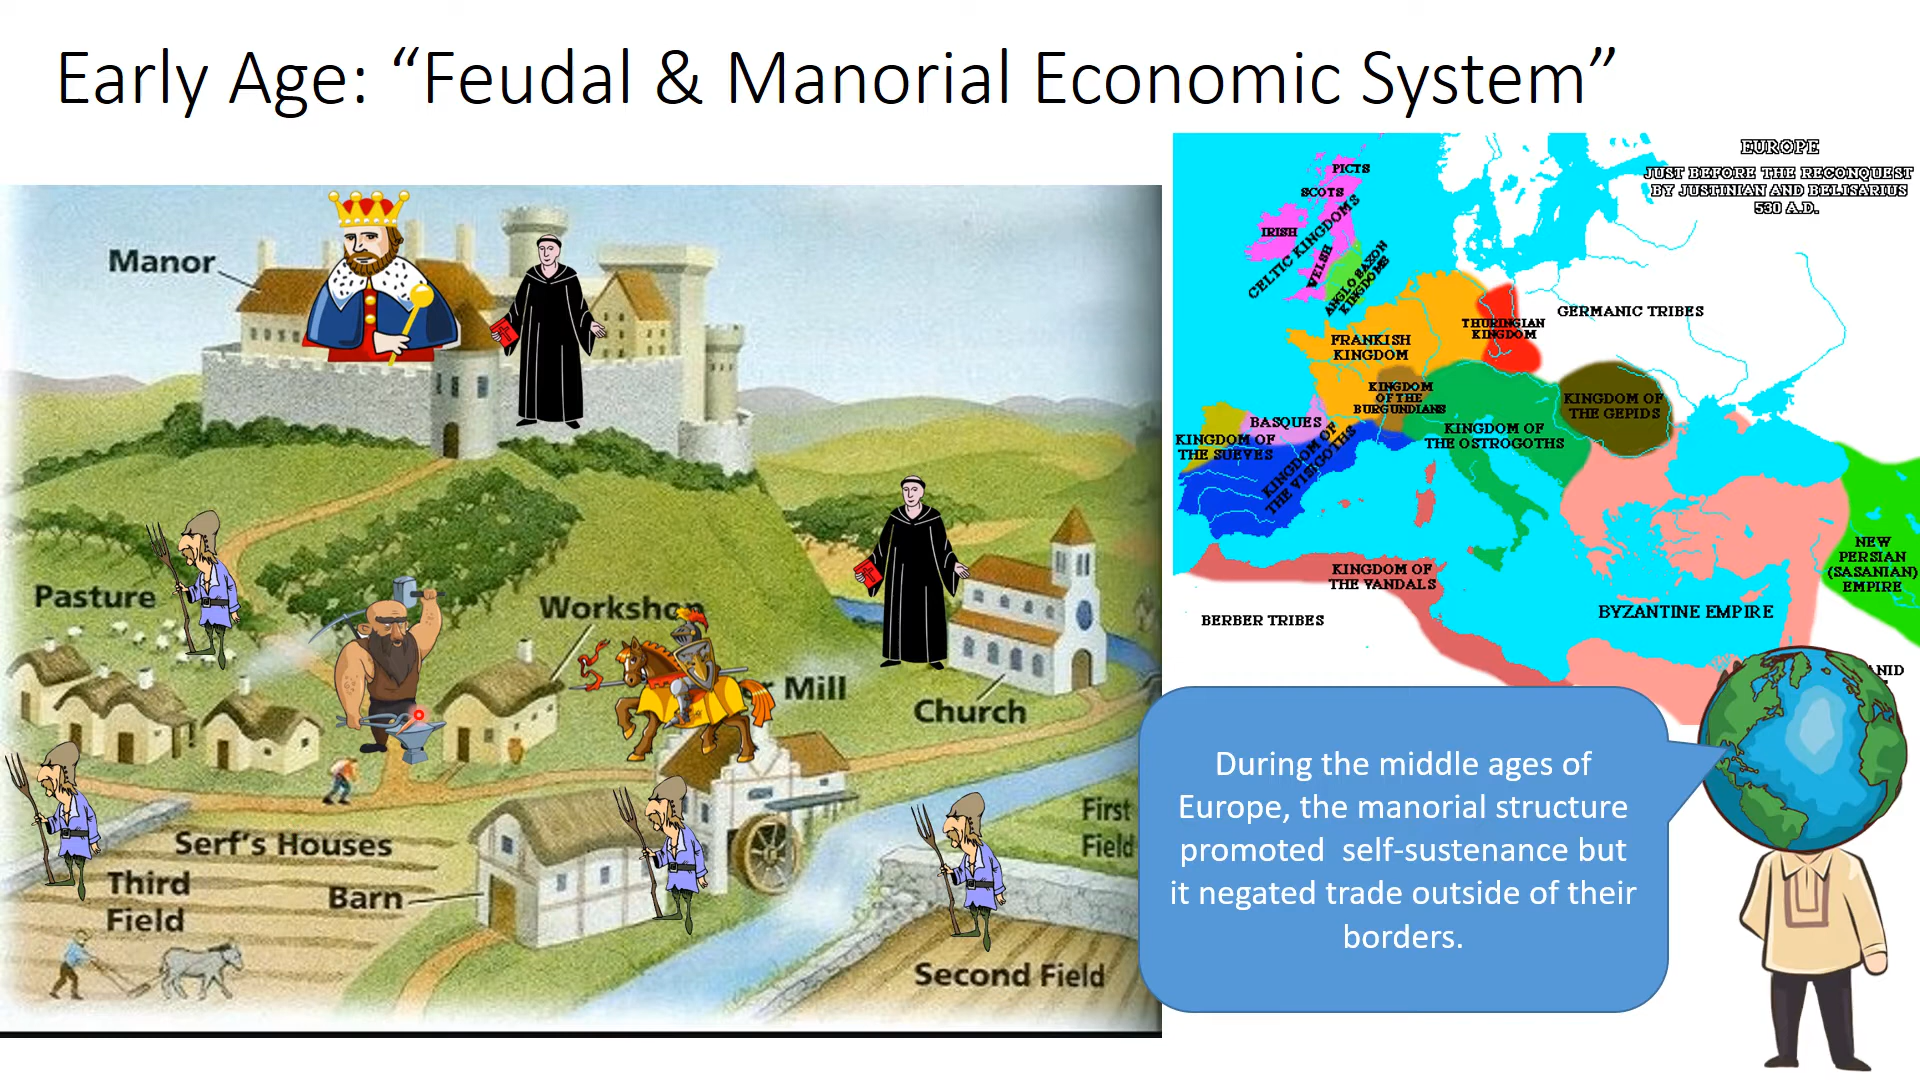 Early Age: “Feudal & Manorial Economic System”
Manor
Pasture
Workshop
Mill
Church
Serf's Houses
Third
Field
Barn
First
Field
Second Field
EUROPE
JUST BEFORE THE RECONQUEST
BY JUSTINIAN AND BELISARIUS
530 A.D.
PICTS
SCOTS
IRISH
CELTIC KINGDOMS
WELSH
ANGLO SAXON
KINGDOMS
GERMANIC TRIBES
THURINGIAN
KINGDOM
FRANKISH
KINGDOM
KINGDOM
OF THE
BURGUNDIANS
KINGDOM OF
THE GEPIDS
BASQUES
KINGDOM OF
THE SUEVES
KINGDOM OF
THE VISIGOTHS
KINGDOM OF
THE OSTROGOTHS
KINGDOM OF
THE VANDALS
BERBER TRIBES
BYZANTINE EMPIRE
NEW
PERSIAN
(SASANIAN)
EMPIRE
During the middle ages of
Europe, the manorial structure
promoted  self-sustenance but
it negated trade outside of their
borders.